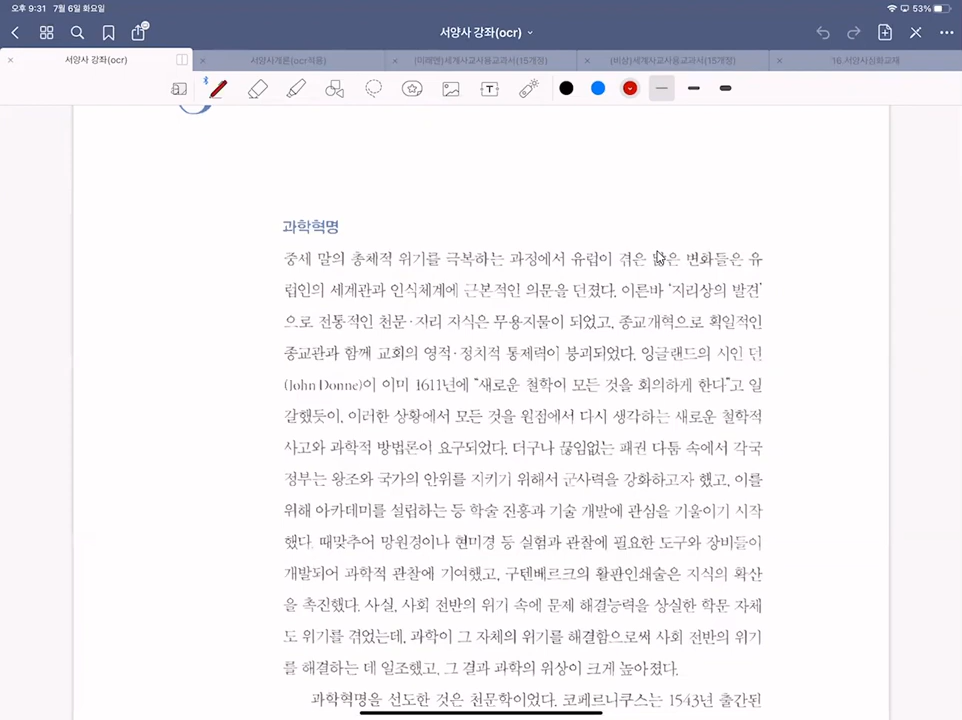 오후 9:31 7월 6일 화요일
53%
서양사 강좌(ocr)
서양사 강좌(ocr)
서양사개론(ocr적용)
(미래엔)세계사교사용교과서(15개정)
(비상)세계사교사용교과서(15개정)
16.서양사심화교재
과학혁명
중세 말의 총체적 위기를 극복하는 과정에서 유럽이 겪은 많은 변화들은 유
럽인의 세계관과 인식체계에 근본적인 의문을 던졌다. 이른바 ‘지리상의 발견’
으로 전통적인 천문·지리 지식은 무용지물이 되었고, 종교개혁으로 획일적인
종교관과 함께 교회의 영적·정치적 통제력이 붕괴되었다. 잉글랜드의 시인 던
(John Donne)이 이미 1611년에 “새로운 철학이 모든 것을 회의하게 한다”고 일
갈했듯이, 이러한 상황에서 모든 것을 원점에서 다시 생각하는 새로운 철학적
사고와 과학적 방법론이 요구되었다. 더구나 끊임없는 패권 다툼 속에서 각국
정부는 왕조와 국가의 안위를 지키기 위해서 군사력을 강화하고자 했고, 이를
위해 아카데미를 설립하는 등 학술 진흥과 기술 개발에 관심을 기울이기 시작
했다. 때맞추어 망원경이나 현미경 등 실험과 관찰에 필요한 도구와 장비들이
개발되어 과학적 관찰에 기여했고, 구텐베르크의 활판인쇄술은 지식의 확산
을 촉진했다. 사실, 사회 전반의 위기 속에 문제 해결능력을 상실한 학문 자체
도 위기를 겪었는데, 과학이 그 자체의 위기를 해결함으로써 사회 전반의 위기
를 해결하는 데 일조했고, 그 결과 과학의 위상이 크게 높아졌다.
과학혁명을 선도한 것은 천문학이었다. 코페르니쿠스는 1543년 출간된